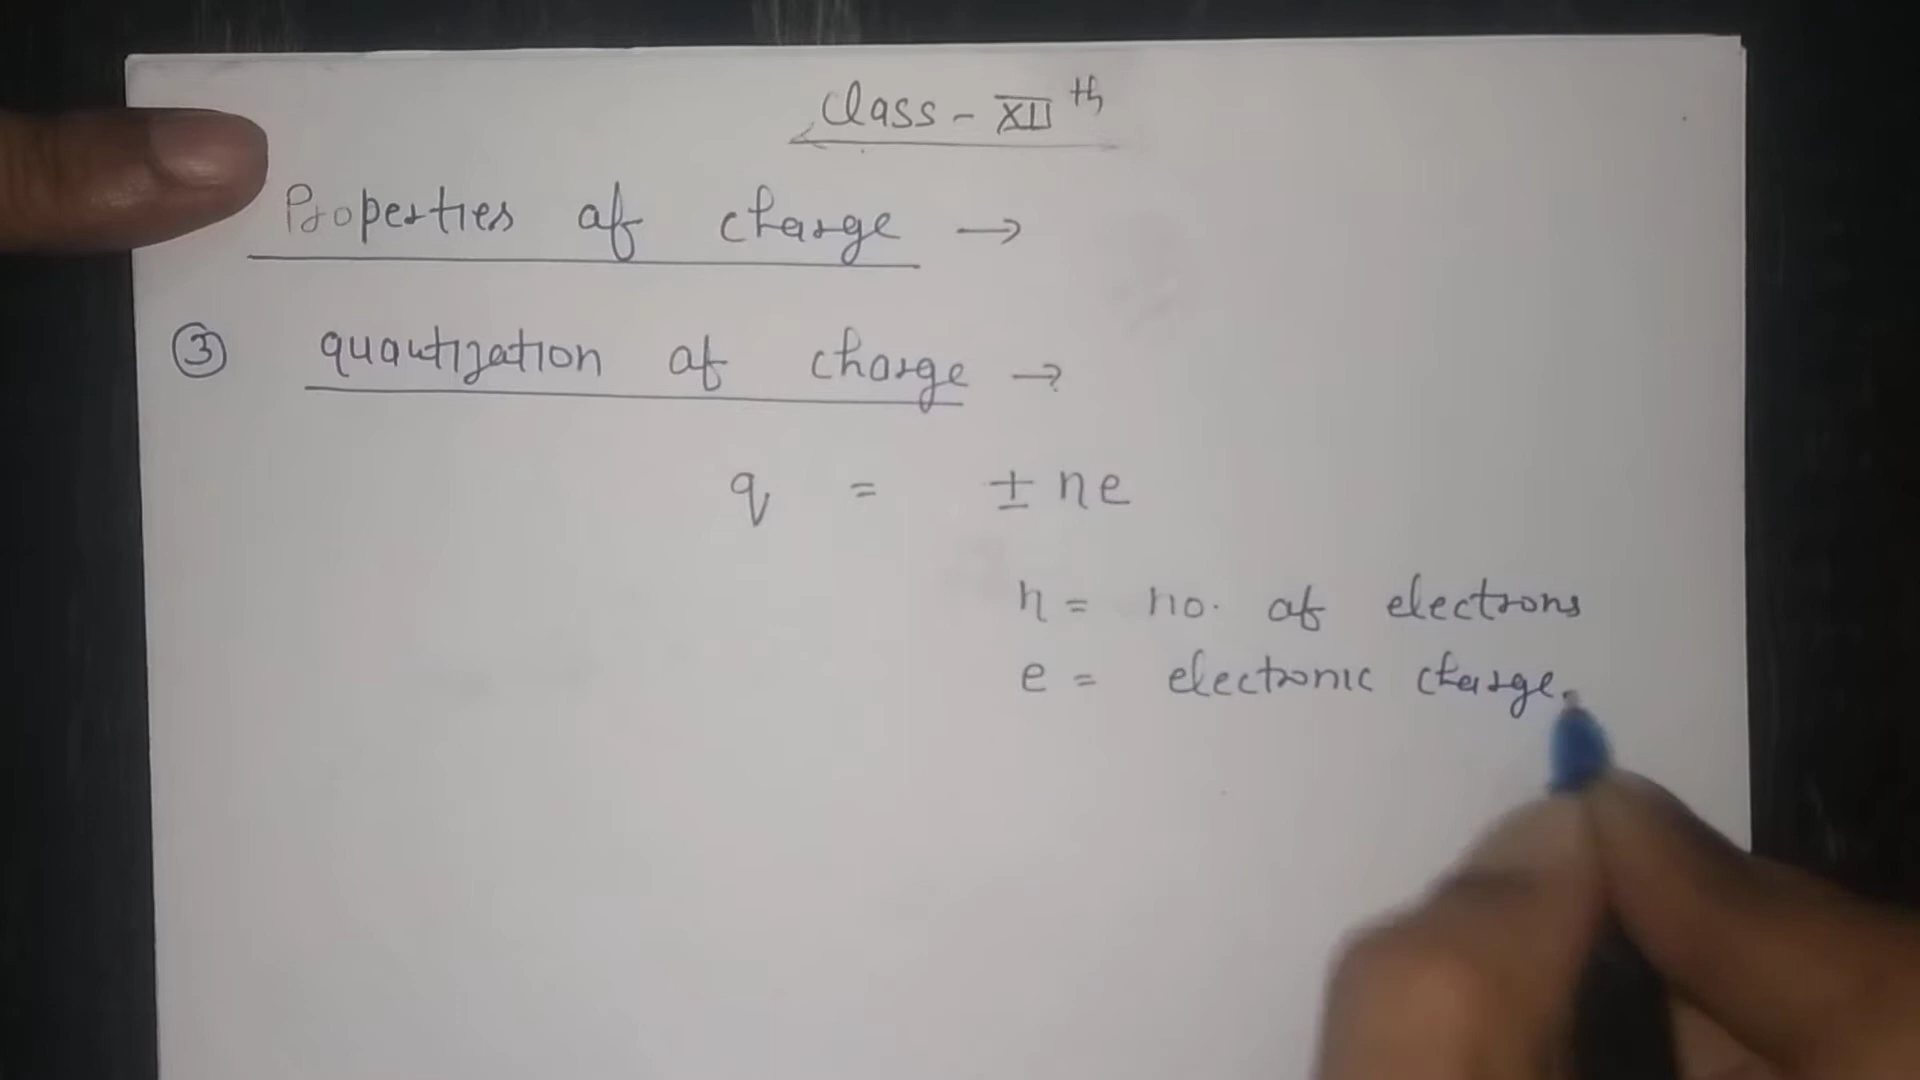 Class - XII th
Properties of charge →
③ quantization of charge →
q = ± ne
n = no. of electrons
e = electronic charge.